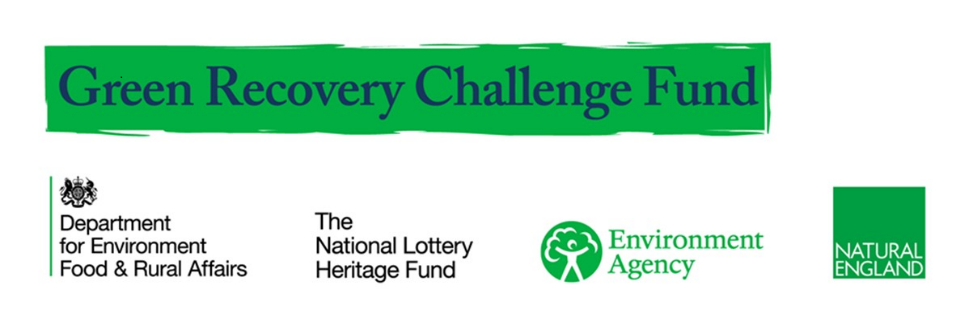 Green Recovery Challenge Fund
Department
for Environment
Food & Rural Affairs
The
National Lottery
Heritage Fund
Environment
Agency
NATURAL
ENGLAND